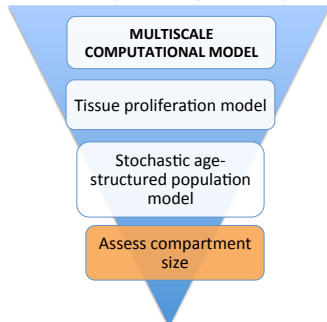 MULTISCALE
COMPUTATIONAL MODEL
Tissue proliferation model
Stochastic age-
structured population
model
Assess compartment
size